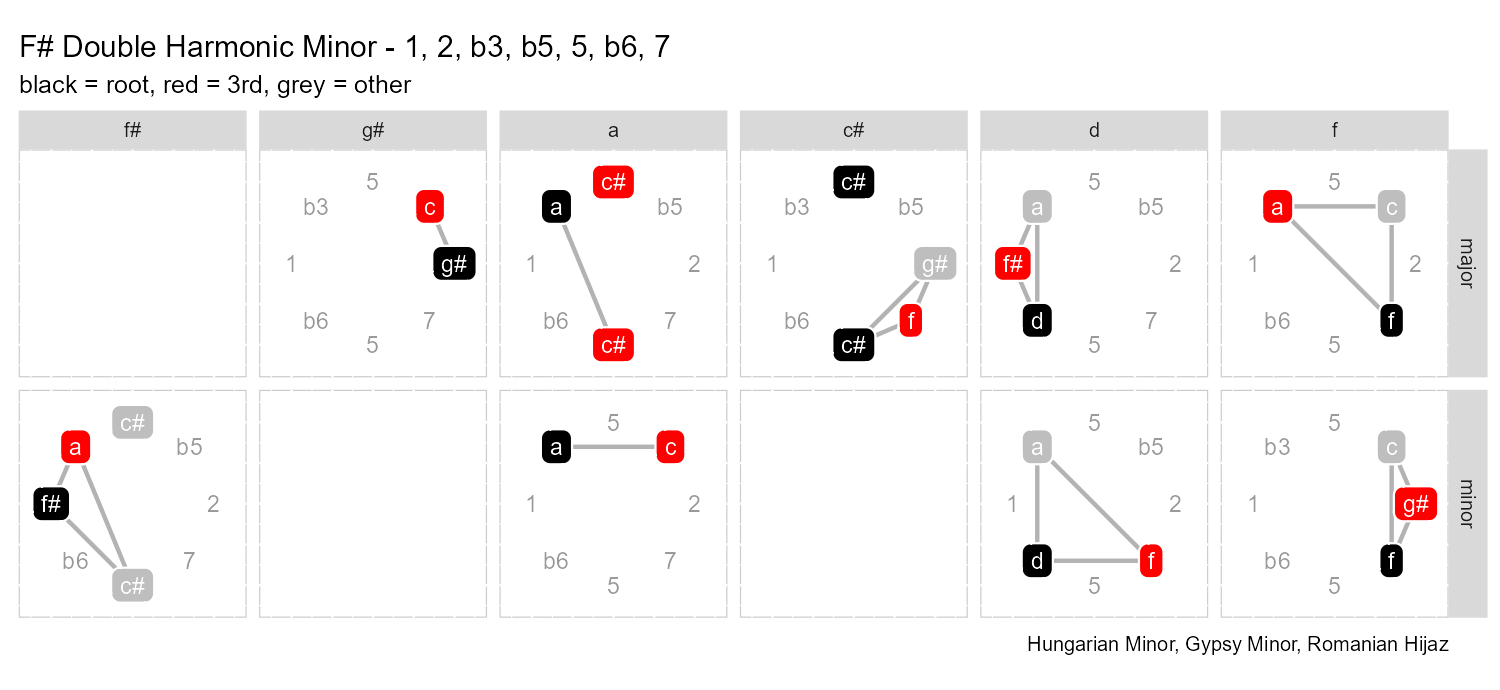 F# Double Harmonic Minor - 1, 2, b3, b5, 5, b6, 7
black = root, red = 3rd, grey = other
f# g# a c# d f
5
b3 c
1 g#
b6 7
5
c#
a b5
1 2
b6 7
c#
c#
b3 b5
1 g#
b6 f
c#
5
a b5
f# 2
d 7
5
5
a c
1 2
b6 f
5
major
c#
a b5
f# 2
b6 7
c#
5
a c
1 2
b6 7
5
5
a b5
1 2
d f
5
5
b3 c
1 g#
b6 f
5
minor
Hungarian Minor, Gypsy Minor, Romanian Hijaz